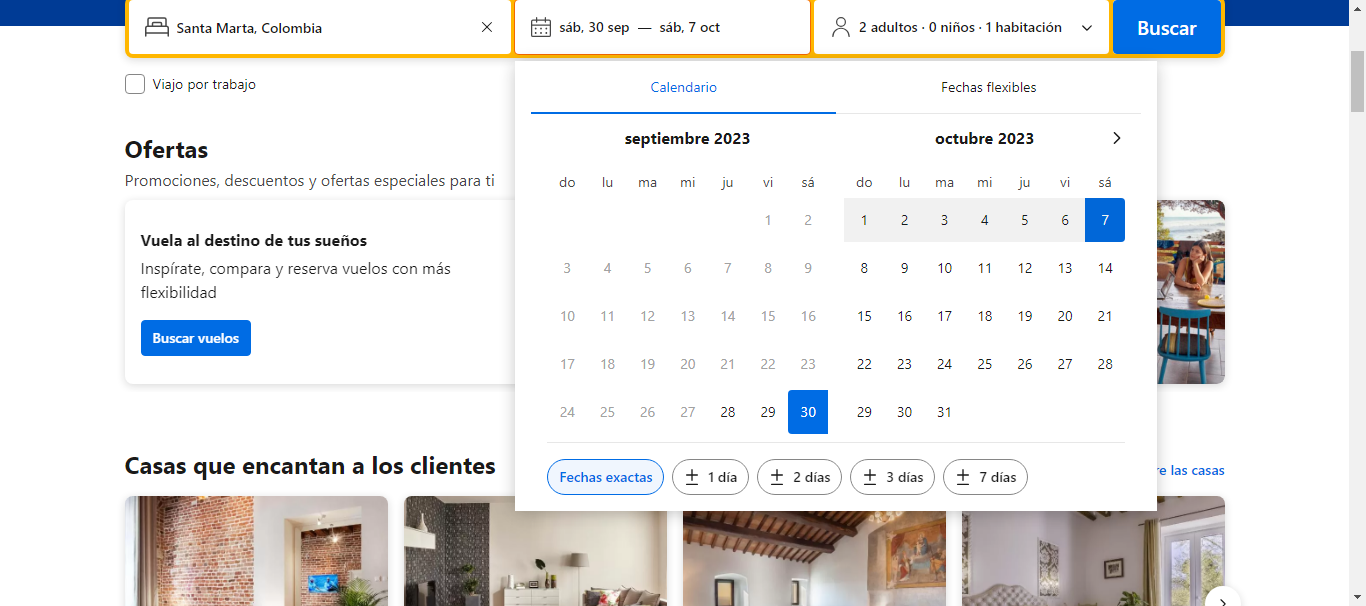 Santa Marta, Colombia
sáb, 30 sep — sáb, 7 oct
2 adultos · 0 niños · 1 habitación
Buscar
Viajo por trabajo
Calendario
Fechas flexibles
septiembre 2023
do lu ma mi ju vi sá
1 2
3 4 5 6 7 8 9
10 11 12 13 14 15 16
17 18 19 20 21 22 23
24 25 26 27 28 29 30
octubre 2023
do lu ma mi ju vi sá
1 2 3 4 5 6 7
8 9 10 11 12 13 14
15 16 17 18 19 20 21
22 23 24 25 26 27 28
29 30 31
Fechas exactas
± 1 día
± 2 días
± 3 días
± 7 días
Ofertas
Promociones, descuentos y ofertas especiales para ti
Vuela al destino de tus sueños
Inspírate, compara y reserva vuelos con más
flexibilidad
Buscar vuelos
Casas que encantan a los clientes
las casas